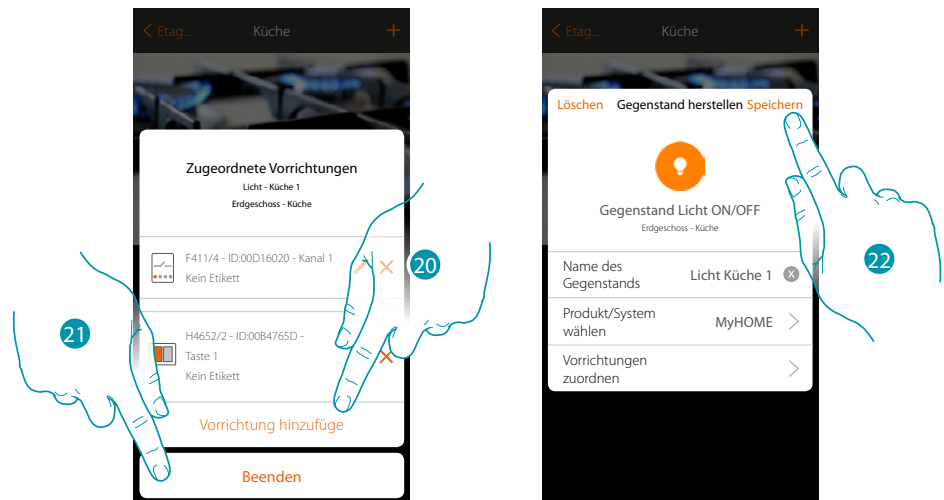 Etag... Küche +
Zugeordnete Vorrichtungen
Licht - Küche 1
Erdgeschoss - Küche
F411/4 - ID:00D16020 - Kanal 1
Kein Etikett
20
H4652/2 - ID:00B4765D -
Taste 1
Kein Etikett
21
Vorrichtung hinzufüge
Beenden
Etag... Küche +
Löschen Gegenstand herstellen Speichern
Gegenstand Licht ON/OFF
Erdgeschoss - Küche
22
Name des
Gegenstands
Licht Küche 1 X
Produkt/System
wählen
MyHOME
Vorrichtungen
zuordnen